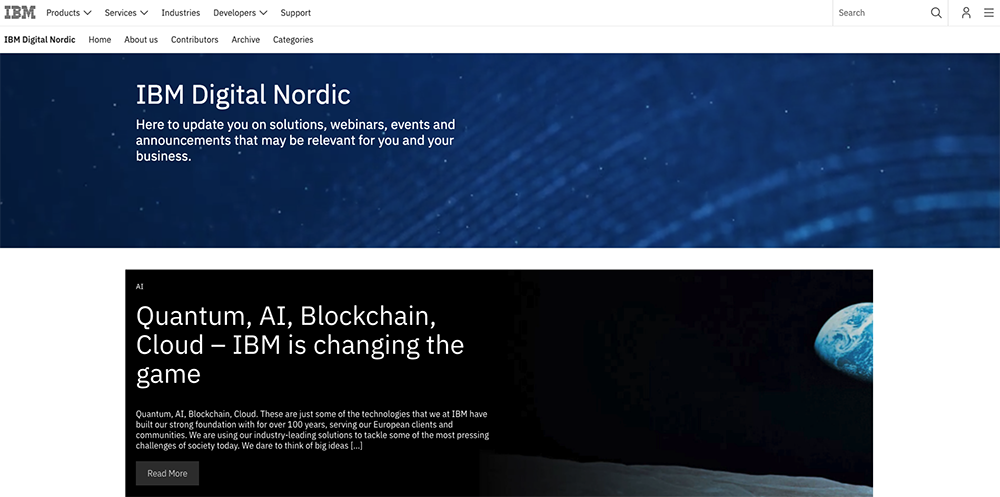 IBM Products Services Industries Developers Support Search
IBM Digital Nordic Home About us Contributors Archive Categories
IBM Digital Nordic
Here to update you on solutions, webinars, events and
announcements that may be relevant for you and your
business.
AI
Quantum, AI, Blockchain,
Cloud – IBM is changing the
game
Quantum, AI, Blockchain, Cloud. These are just some of the technologies that we at IBM have
built our strong foundation with for over 100 years, serving our European clients and
communities. We are using our industry-leading solutions to tackle some of the most pressing
challenges of society today. We dare to think of big ideas [...]
Read More